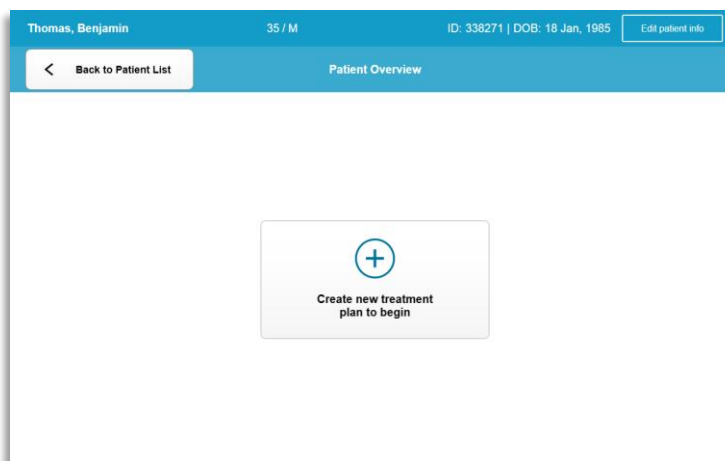 Thomas, Benjamin 35 / M ID: 338271 | DOB: 18 Jan, 1985 Edit patient info
Back to Patient List Patient Overview
Create new treatment
plan to begin